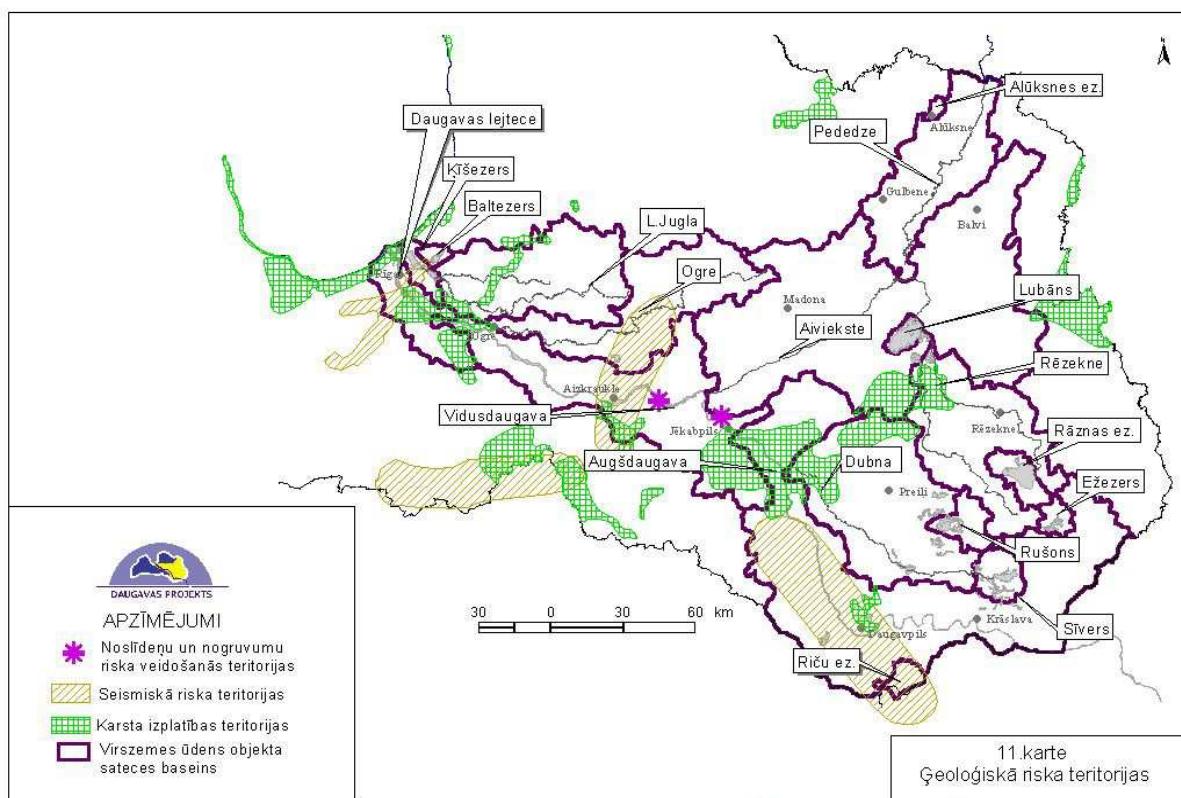 Alūksnes ez.
Daugavas lejtece
Alūksne
Pededze
Ķīšezers
Gulbene
Baltezers
Balvi
L.Jugla
Rīga
Ogre
Lubāns
Madona
Aiviekste
Ogre
Rēzekne
Aizkraukle
Vidusdaugava
Jēkabpils
Rēzekne
Rāznas ez.
Augšdaugava
Dubna
Preiļi
Ežezers
Rušons
DAUGAVAS PROJEKTS
APZĪMĒJUMI
30 0 30 60 km
Krāslava
Sīvers
Daugavpils
Noslīdeņu un nogruvumu
riska veidošanās teritorijas
Riču ez.
Seismiskā riska teritorijas
Karsta izplatības teritorijas
Virszemes ūdens objekta
sateces baseins
11.karte
Ģeoloģiskā riska teritorijas